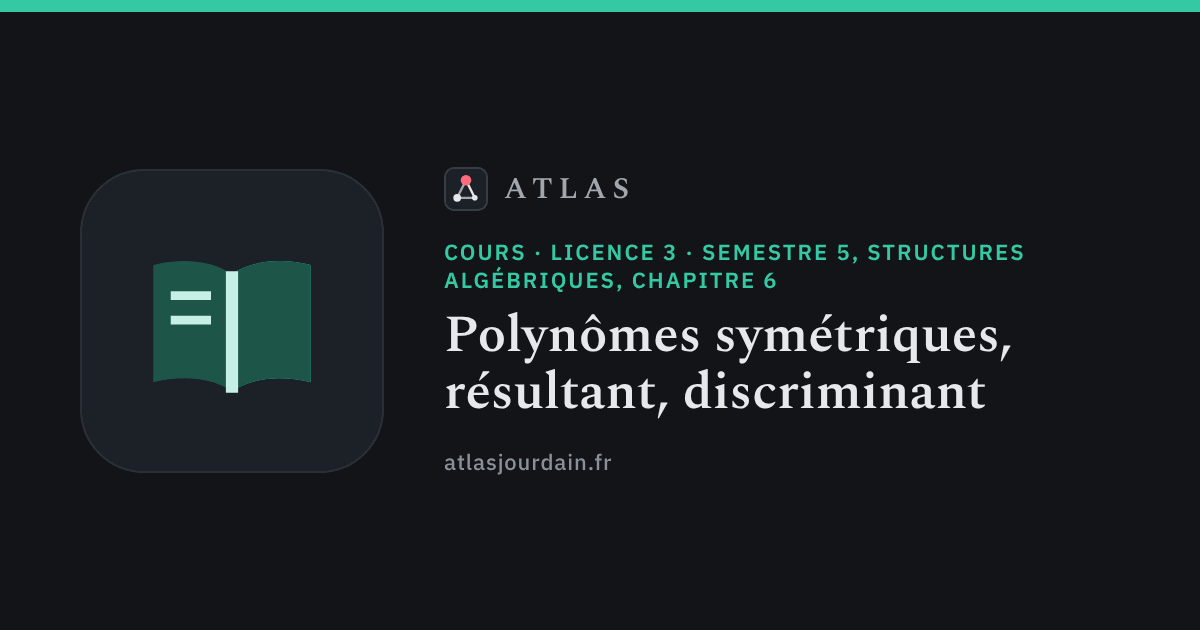 ATLAS
COURS · LICENCE 3 · SEMESTRE 5, STRUCTURES
ALGÉBRIQUES, CHAPITRE 6
Polynômes symétriques,
résultant, discriminant
atlasjourdain.fr